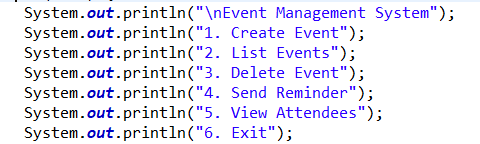 System.out.println("\nEvent Management System");
System.out.println("1. Create Event");
System.out.println("2. List Events");
System.out.println("3. Delete Event");
System.out.println("4. Send Reminder");
System.out.println("5. View Attendees");
System.out.println("6. Exit");